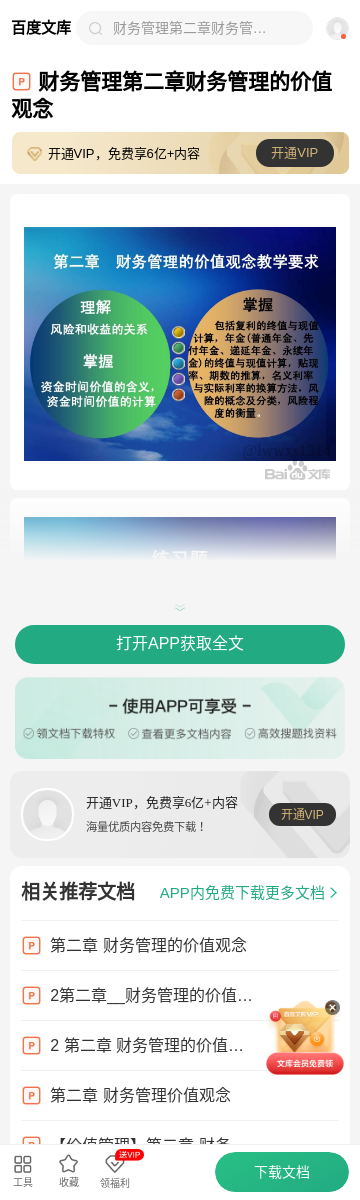 百度文库
财务管理第二章财务管...
财务管理第二章财务管理的价值
观念
开通VIP，免费享6亿+内容
开通VIP
第二章 财务管理的价值观念教学要求
理解
风险和收益的关系
掌握
资金时间价值的含义，
资金时间价值的计算
掌握
包括复利的终值与现值
计算，年金(普通年金、先
付年金、递延年金、永续年
金)的终值与现值计算，贴现
率、期数的推算，名义利率
与实际利率的换算方法，风
险的概念及分类，风险程
度的衡量。
Bai du 文库
练习题
打开APP获取全文
- 使用APP可享受 -
领文档下载特权
查看更多文档内容
高效搜题找资料
开通VIP，免费享6亿+内容
海量优质内容免费下载！
开通VIP
相关推荐文档
APP内免费下载更多文档
第二章 财务管理的价值观念
2第二章__财务管理的价值...
2 第二章 财务管理的价值...
第二章 财务管理价值观念
【价值管理】第二章 财务
文库会员免费领
工具
收藏
送VIP
领福利
下载文档